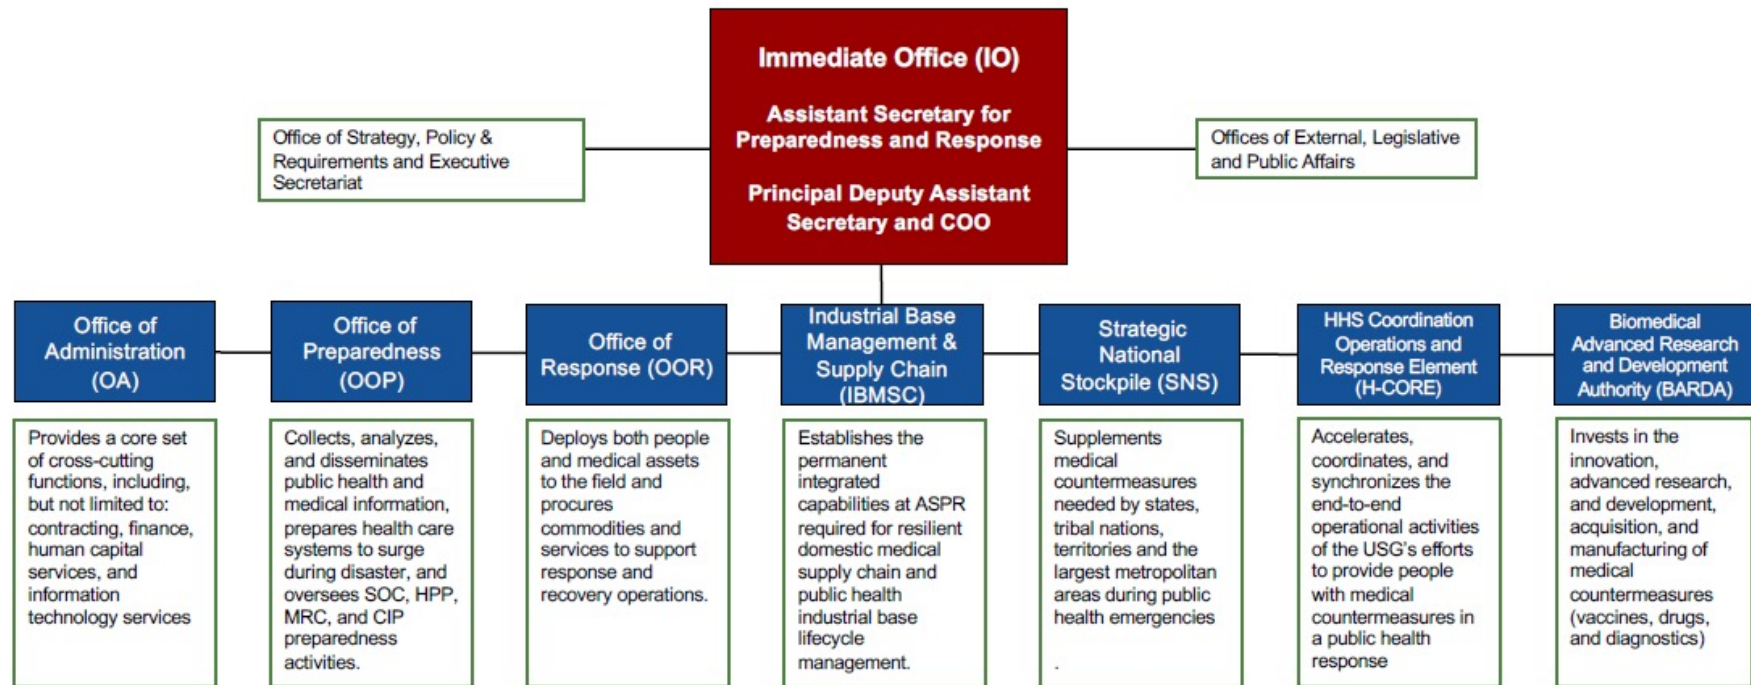 Immediate Office (IO)
Assistant Secretary for
Preparedness and Response
Principal Deputy Assistant
Secretary and COO
Office of Strategy, Policy &
Requirements and Executive
Secretariat
Offices of External, Legislative
and Public Affairs
Office of
Administration
(OA)
Provides a core set
of cross-cutting
functions, including,
but not limited to:
contracting, finance,
human capital
services, and
information
technology services
Office of
Preparedness
(OOP)
Collects, analyzes,
and disseminates
public health and
medical information,
prepares health care
systems to surge
during disaster, and
oversees SOC, HPP,
MRC, and CIP
preparedness
activities.
Office of
Response (OOR)
Deploys both people
and medical assets
to the field and
procures
commodities and
services to support
response and
recovery operations.
Industrial Base
Management &
Supply Chain
(IBMSC)
Establishes the
permanent
integrated
capabilities at ASPR
required for resilient
domestic medical
supply chain and
public health
industrial base
lifecycle
management.
Strategic
National
Stockpile (SNS)
Supplements
medical
countermeasures
needed by states,
tribal nations,
territories and the
largest metropolitan
areas during public
health emergencies
.
HHS Coordination
Operations and
Response Element
(H-CORE)
Accelerates,
coordinates, and
synchronizes the
end-to-end
operational activities
of the USG's efforts
to provide people
with medical
countermeasures in
a public health
response
Biomedical
Advanced Research
and Development
Authority (BARDA)
Invests in the
innovation,
advanced research,
and development,
acquisition, and
manufacturing of
medical
countermeasures
(vaccines, drugs,
and diagnostics)